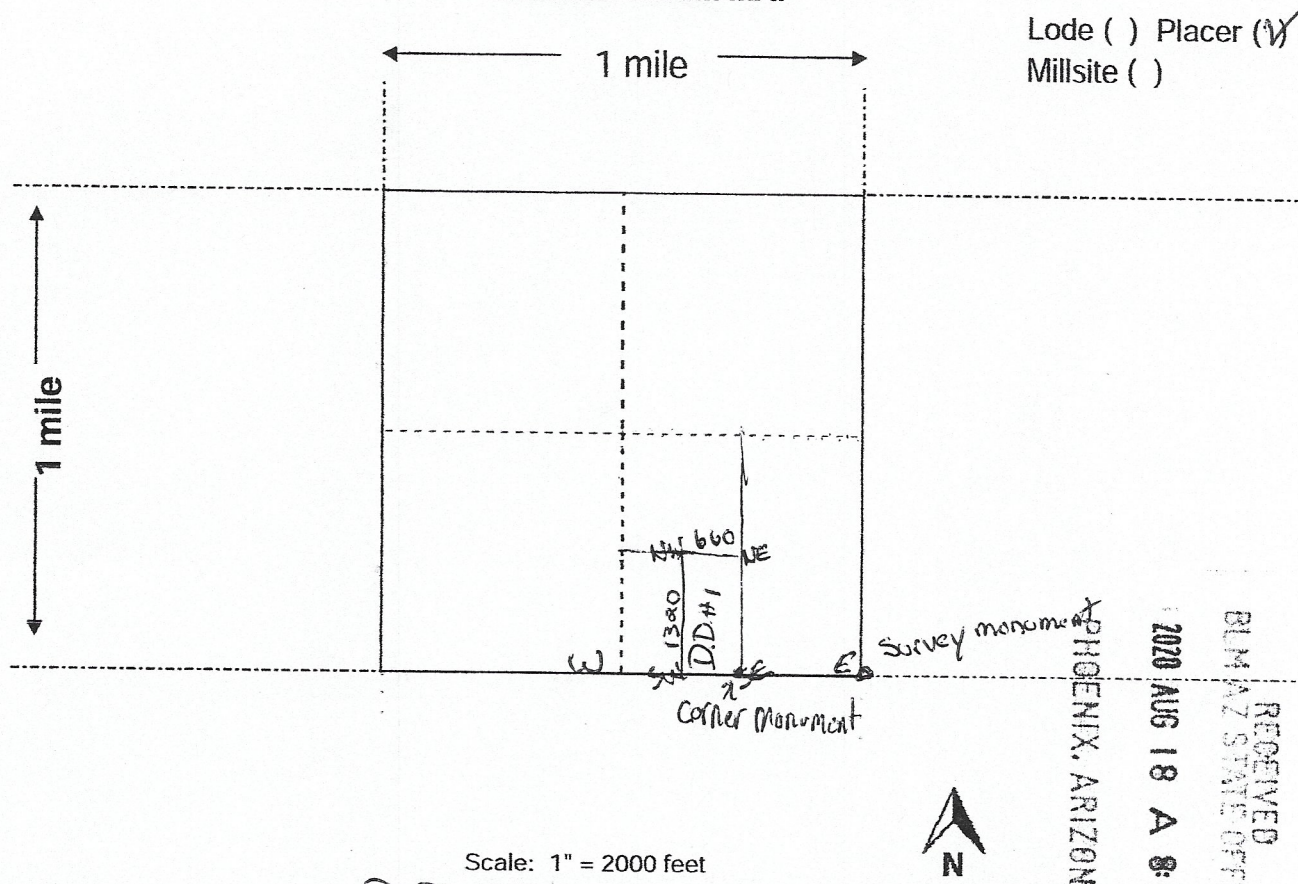 Lode ( ) Placer (✓)
Millsite ( )
1 mile
1 mile
NW 660 NE
1320
D.D.#1
W
SW
SE
E
Survey monument
x
Corner Monument
RECEIVED
BLM AZ STATE OFF
2020 AUG 18 A 8:
PHOENIX, ARIZON
Scale: 1" = 2000 feet
N